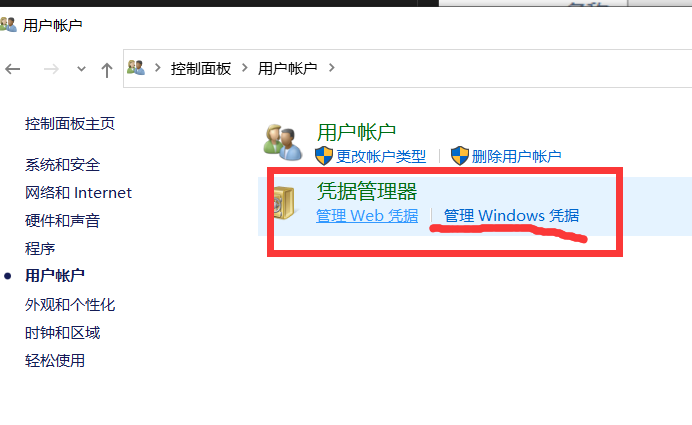 用户帐户
控制面板 用户帐户
控制面板主页
系统和安全
网络和 Internet
硬件和声音
程序
用户帐户
外观和个性化
时钟和区域
轻松使用
用户帐户
更改帐户类型 删除用户帐户
凭据管理器
管理 Web 凭据 管理 Windows 凭据